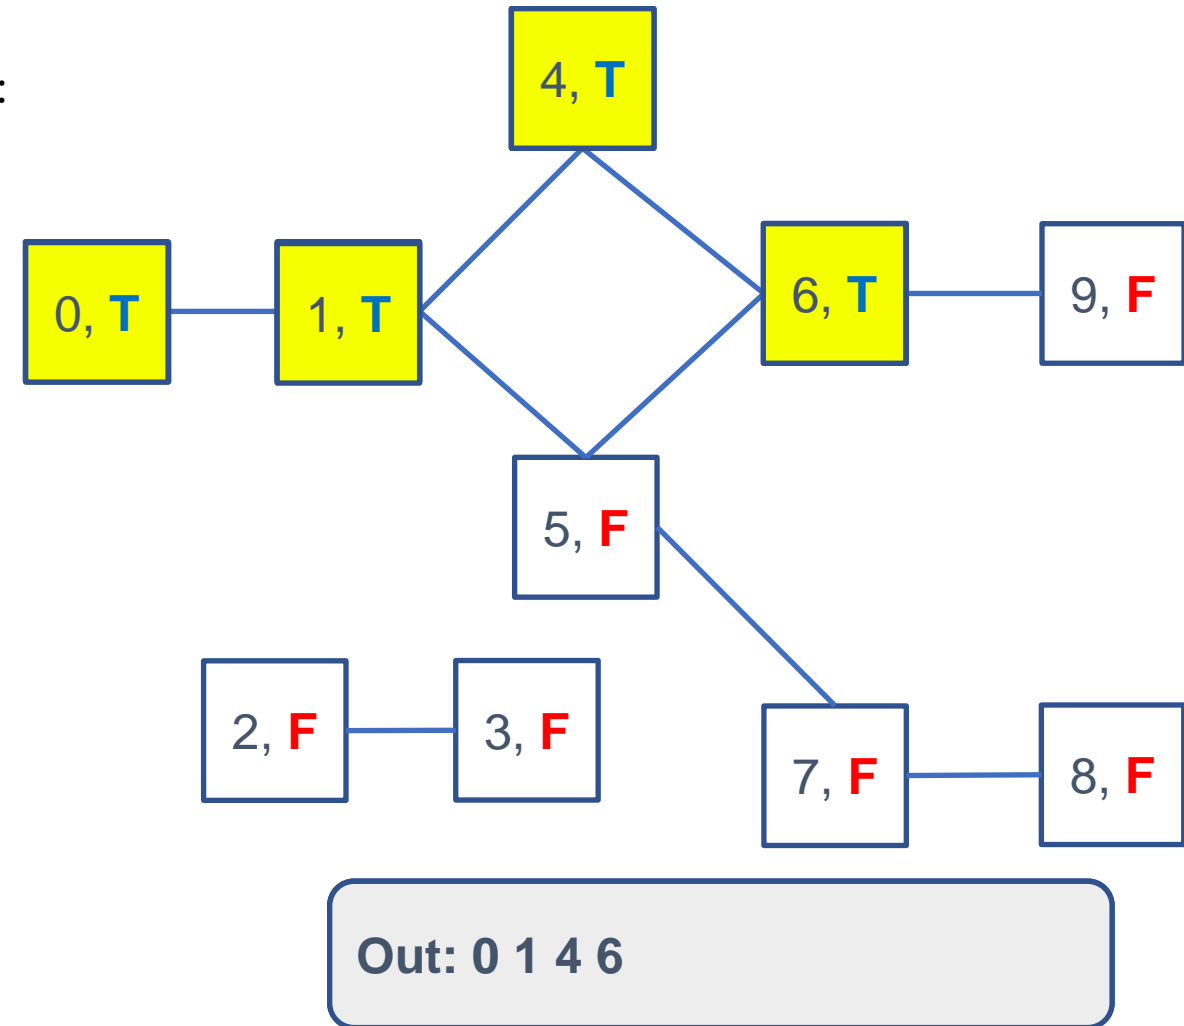 4, T
:
0, T
1, T
6, T
9, F
5, F
2, F
3, F
7, F
8, F
Out: 0 1 4 6